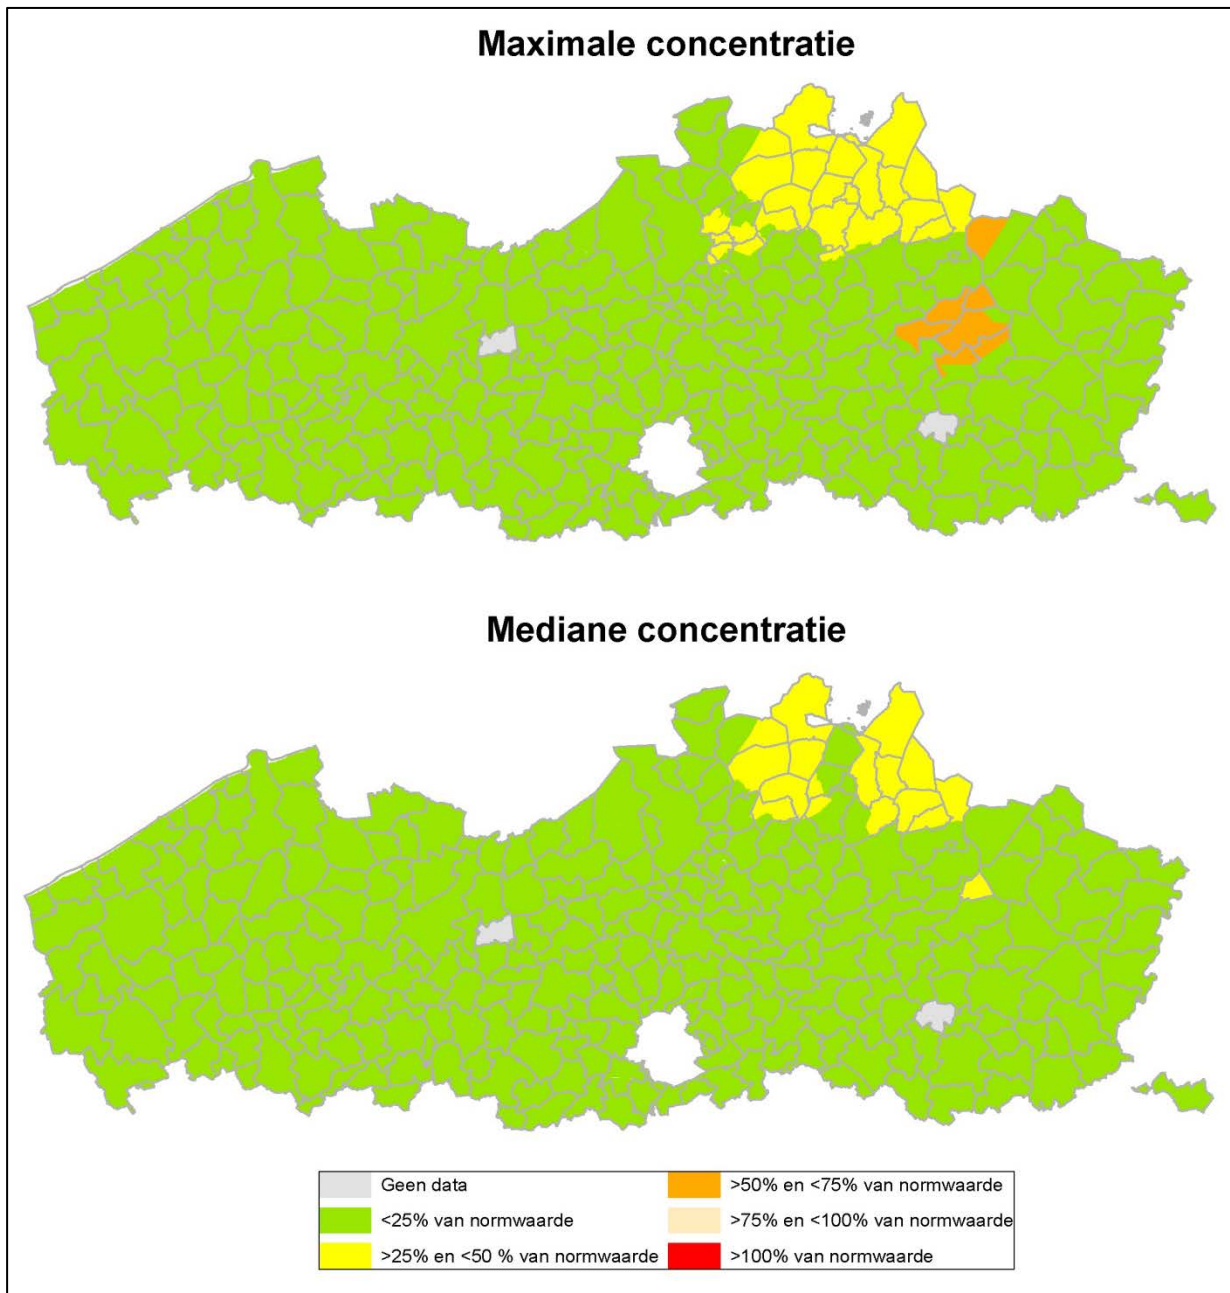 Maximale concentratie
Mediane concentratie
Geen data
<25% van normwaarde
>25% en <50 % van normwaarde
>50% en <75% van normwaarde
>75% en <100% van normwaarde
>100% van normwaarde